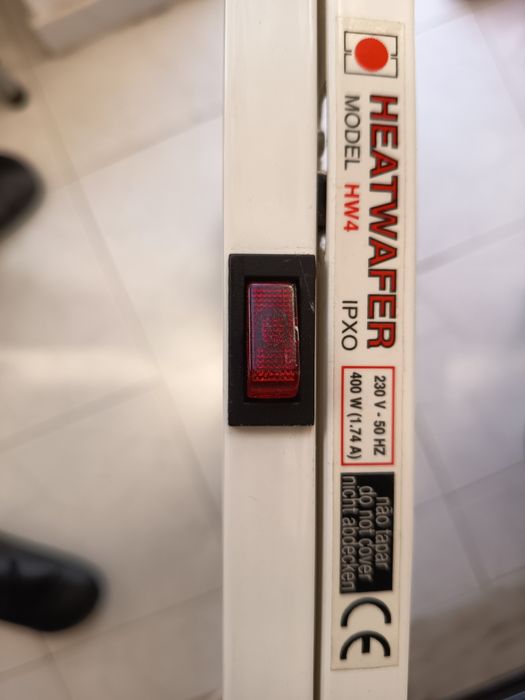 HEATWAFER
MODEL HW4 IPXO
230 V - 50 HZ
400 W (1.74 A)
não tapar
do not cover
nicht abdecken
CE